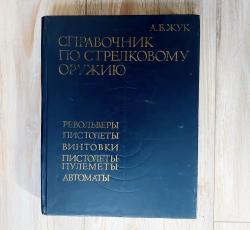 А.Б.ЖУК
СПРАВОЧНИК
ПО СТРЕЛКОВОМУ
ОРУЖИЮ
РЕВОЛЬВЕРЫ
ПИСТОЛЕТЫ
ВИНТОВКИ
ПИСТОЛЕТЫ-
ПУЛЕМЕТЫ
АВТОМАТЫ